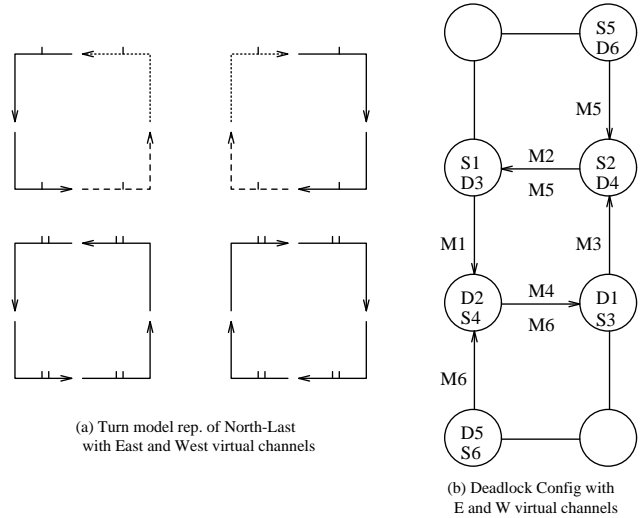 S5
D6
M5
S1
D3
M2
M5
S2
D4
M1
M3
D2
S4
M4
M6
D1
S3
M6
D5
S6
(a) Turn model rep. of North-Last
with East and West virtual channels
(b) Deadlock Config with
E and W virtual channels